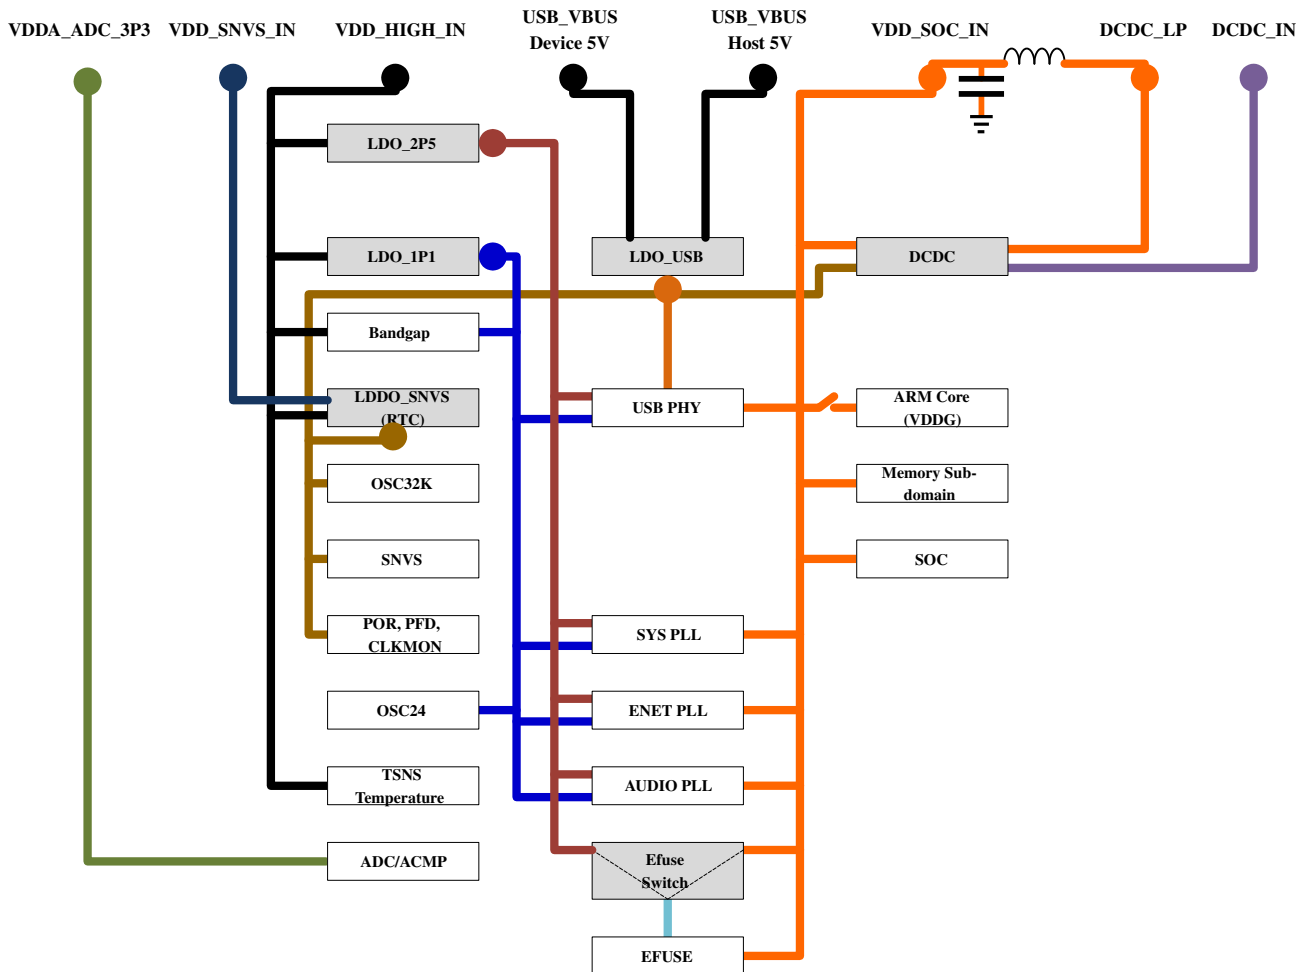 VDDA_ADC_3P3
VDD_SNVS_IN
VDD_HIGH_IN
USB_VBUS
Device 5V
USB_VBUS
Host 5V
VDD_SOC_IN
DCDC_LP
DCDC_IN
LDO_2P5
LDO_1P1
LDO_USB
DCDC
Bandgap
LDDO_SNVS
(RTC)
USB PHY
ARM Core
(VDDG)
OSC32K
Memory Sub-
domain
SNVS
SOC
POR, PFD,
CLKMON
SYS PLL
OSC24
ENET PLL
TSNS
Temperature
AUDIO PLL
ADC/ACMP
Efuse
Switch
EFUSE